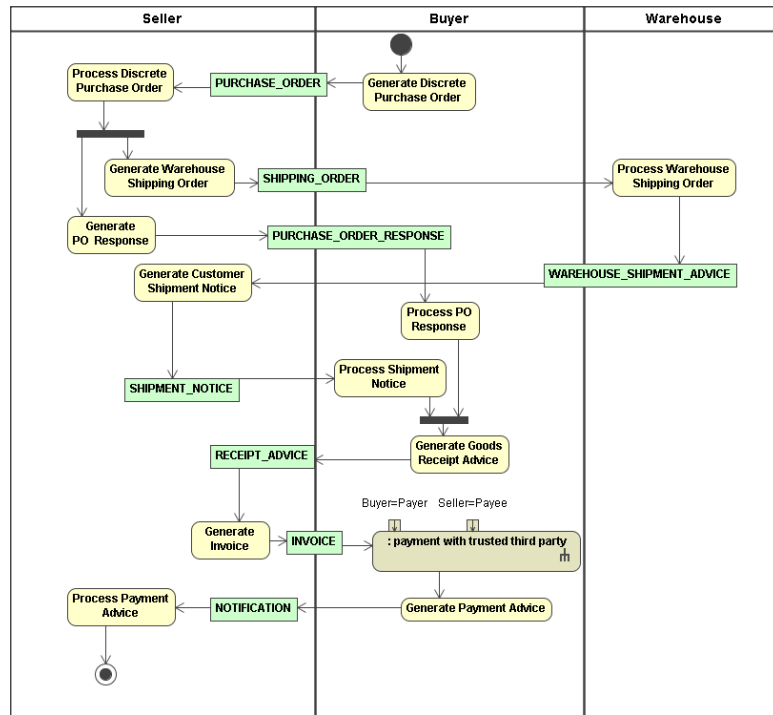 Seller
Buyer
Warehouse
Process Discrete
Purchase Order
PURCHASE_ORDER
Generate Discrete
Purchase Order
Generate Warehouse
Shipping Order
SHIPPING_ORDER
Process Warehouse
Shipping Order
Generate
PO Response
PURCHASE_ORDER_RESPONSE
Generate Customer
Shipment Notice
WAREHOUSE_SHIPMENT_ADVICE
Process PO
Response
SHIPMENT_NOTICE
Process Shipment
Notice
RECEIPT_ADVICE
Generate Goods
Receipt Advice
Buyer=Payer
Seller=Payee
Generate
Invoice
INVOICE
: payment with trusted third party
Process Payment
Advice
NOTIFICATION
Generate Payment Advice